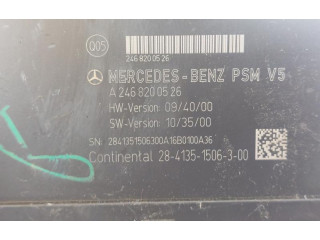 005
246 820 05 26
MERCEDES-BENZ PSM V5
A 246 820 05 26
HW-Version: 09/40/00
SW-Version: 10/35/00
SN: 2841351506300A16B0100A36
Continental 28-4135-1506-3-00